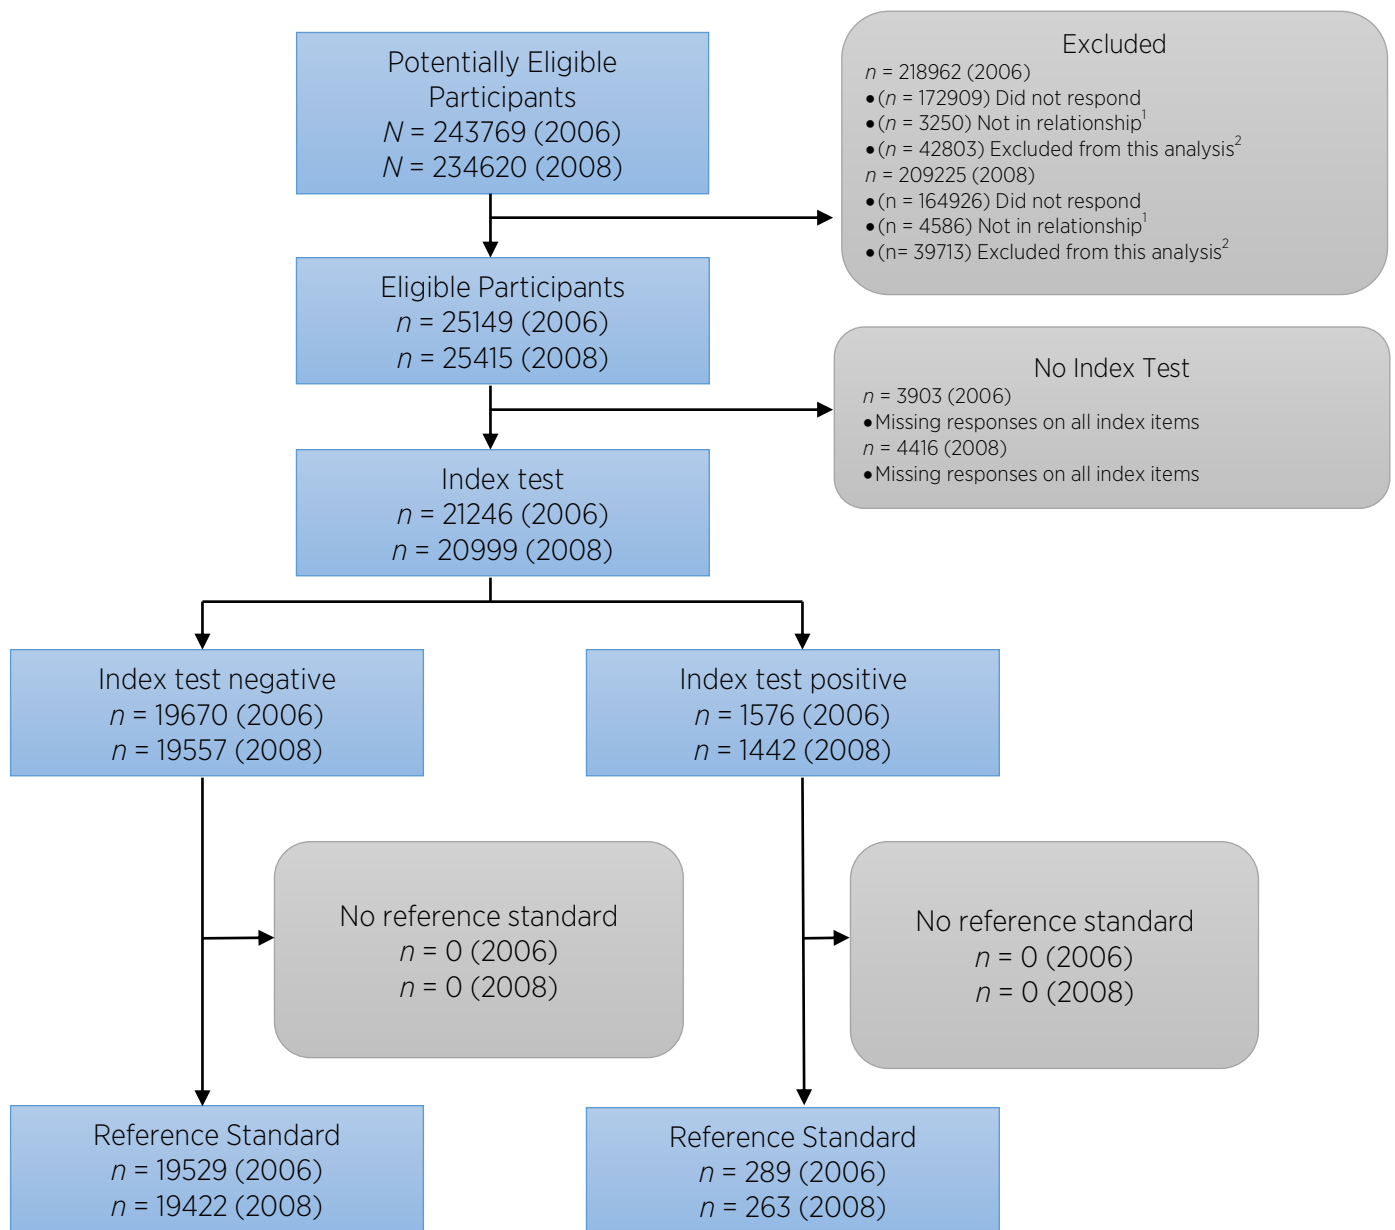 Potentially Eligible
Participants
N = 243769 (2006)
N = 234620 (2008)
Excluded
n = 218962 (2006)
•(n = 172909) Did not respond
•(n = 3250) Not in relationship¹
•(n = 42803) Excluded from this analysis²
n = 209225 (2008)
•(n = 164926) Did not respond
•(n = 4586) Not in relationship¹
•(n= 39713) Excluded from this analysis²
Eligible Participants
n = 25149 (2006)
n = 25415 (2008)
No Index Test
n = 3903 (2006)
•Missing responses on all index items
n = 4416 (2008)
•Missing responses on all index items
Index test
n = 21246 (2006)
n = 20999 (2008)
Index test negative
n = 19670 (2006)
n = 19557 (2008)
Index test positive
n = 1576 (2006)
n = 1442 (2008)
No reference standard
n = 0 (2006)
n = 0 (2008)
No reference standard
n = 0 (2006)
n = 0 (2008)
Reference Standard
n = 19529 (2006)
n = 19422 (2008)
Reference Standard
n = 289 (2006)
n = 263 (2008)